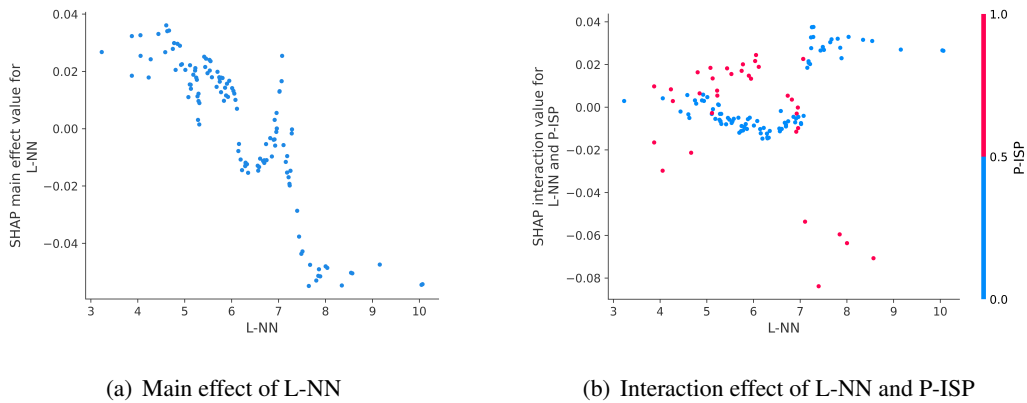 0.04
0.02
0.00
−0.02
−0.04
SHAP main effect value for
L-NN
3 4 5 6 7 8 9 10
L-NN
(a) Main effect of L-NN
0.04
0.02
0.00
−0.02
−0.04
−0.06
−0.08
SHAP interaction value for
L-NN and P-ISP
3 4 5 6 7 8 9 10
L-NN
1.0
0.5
0.0
P-ISP
(b) Interaction effect of L-NN and P-ISP